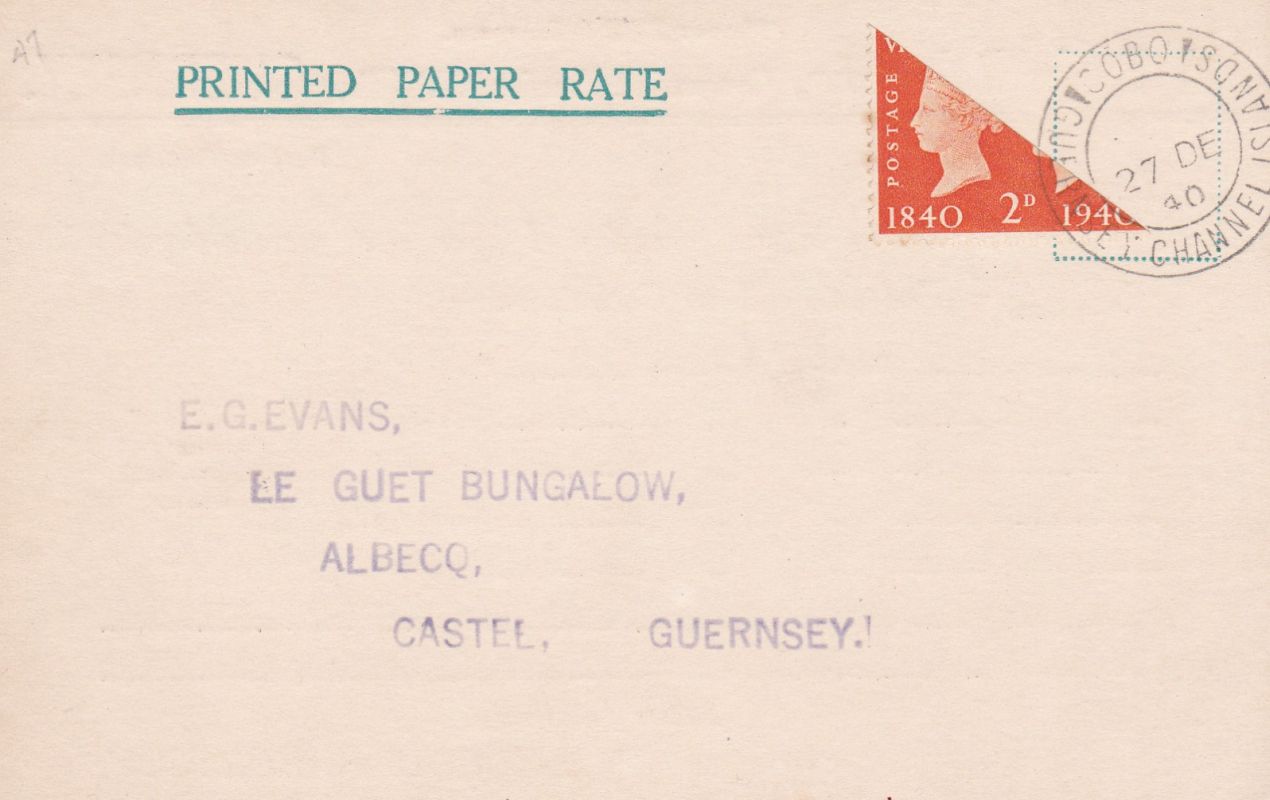 A7
PRINTED PAPER RATE
POSTAGE
1840 2D 1940
COBO
CHANNEL ISLANDS
27 DE
40
E.G.EVANS,
LE GUET BUNGALOW,
ALBECQ,
CASTEL, GUERNSEY.